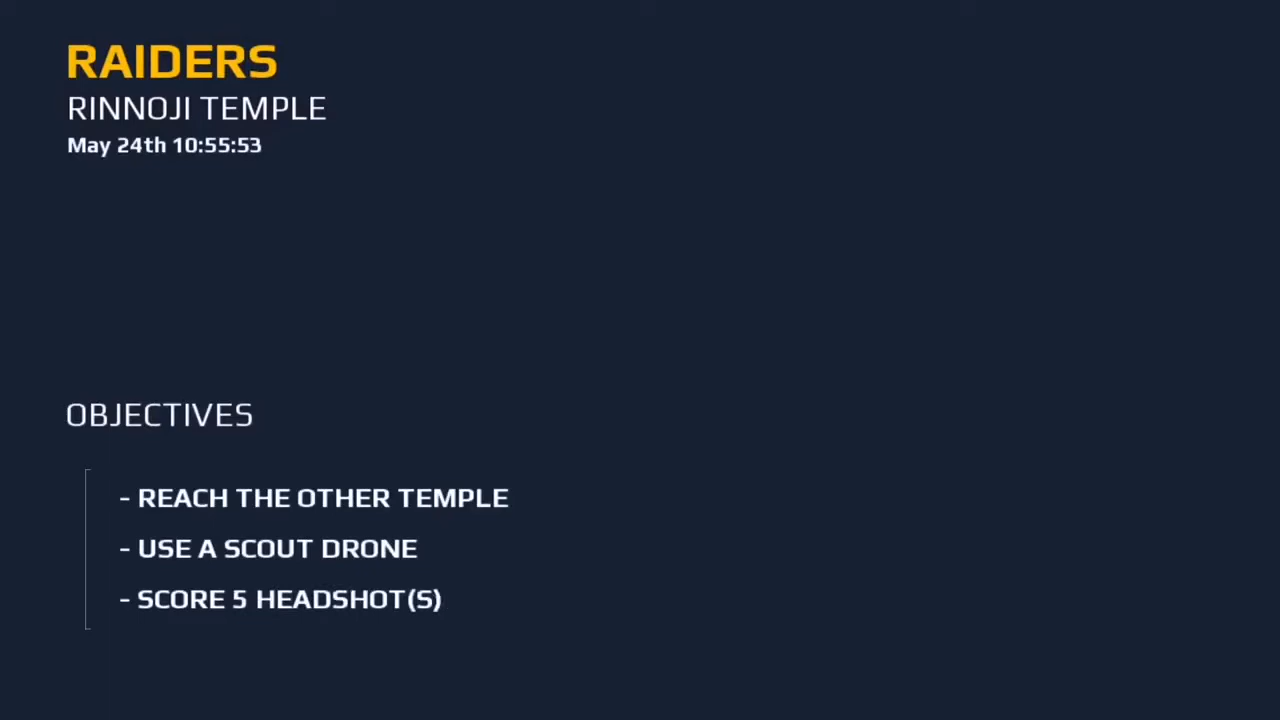 RAIDERS
RINNOJI TEMPLE
May 24th 10:55:53
OBJECTIVES
- REACH THE OTHER TEMPLE
- USE A SCOUT DRONE
- SCORE 5 HEADSHOT(S)